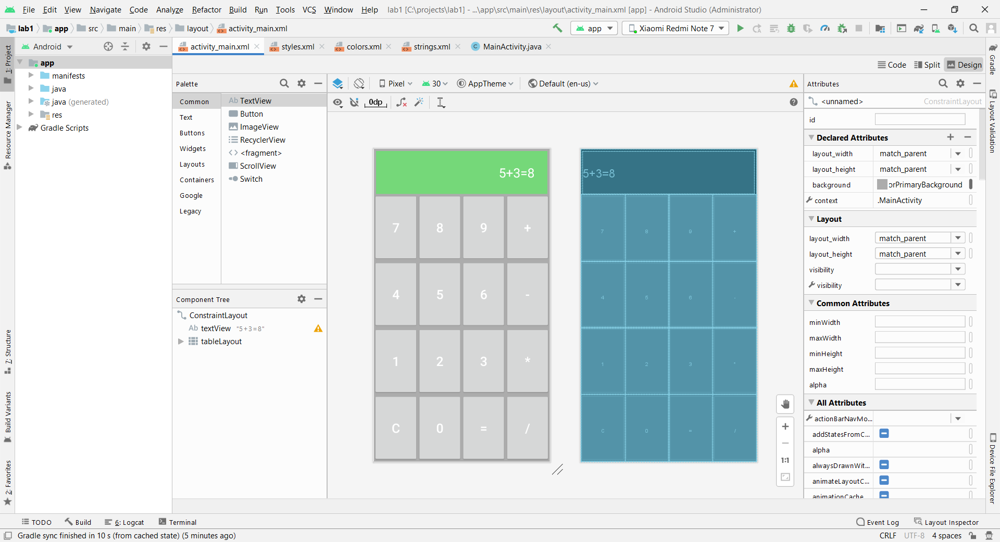 File Edit View Navigate Code Analyze Refactor Build Run Tools VCS Window Help lab1 [C:\projects\lab1] - ...\app\src\main\res\layout\activity_main.xml [app] - Android Studio (Administrator)
lab1 app src main res layout activity_main.xml app Xiaomi Redmi Note 7
Android
activity_main.xml styles.xml colors.xml strings.xml MainActivity.java
Code Split Design
1: Project
Resource Manager
7: Structure
Build Variants
2: Favorites
app
manifests
java
java (generated)
res
Gradle Scripts
Palette
Common
Text
Buttons
Widgets
Layouts
Containers
Google
Legacy
Ab TextView
Button
ImageView
RecyclerView
<fragment>
ScrollView
Switch
Component Tree
ConstraintLayout
Ab textView "5+3=8"
tableLayout
Pixel 30 AppTheme Default (en-us)
0dp
5+3=8
7 8 9 +
4 5 6 -
1 2 3 *
C 0 = /
5+3=8
7 8 9 +
4 5 6 -
1 2 3 *
C 0 = /
1:1
Attributes
<unnamed> ConstraintLayout
id
Declared Attributes
layout_width match_parent
layout_height match_parent
background orPrimaryBackground
context .MainActivity
Layout
layout_width match_parent
layout_height match_parent
visibility
visibility
Common Attributes
minWidth
maxWidth
minHeight
maxHeight
alpha
All Attributes
actionBarNavMo...
addStatesFromC...
alpha
alwaysDrawnWit...
animateLayoutC...
animationCache
Gradle
Layout Validation
Device File Explorer
TODO Build 6: Logcat Terminal Event Log Layout Inspector
Gradle sync finished in 10 s (from cached state) (5 minutes ago) CRLF UTF-8 4 spaces